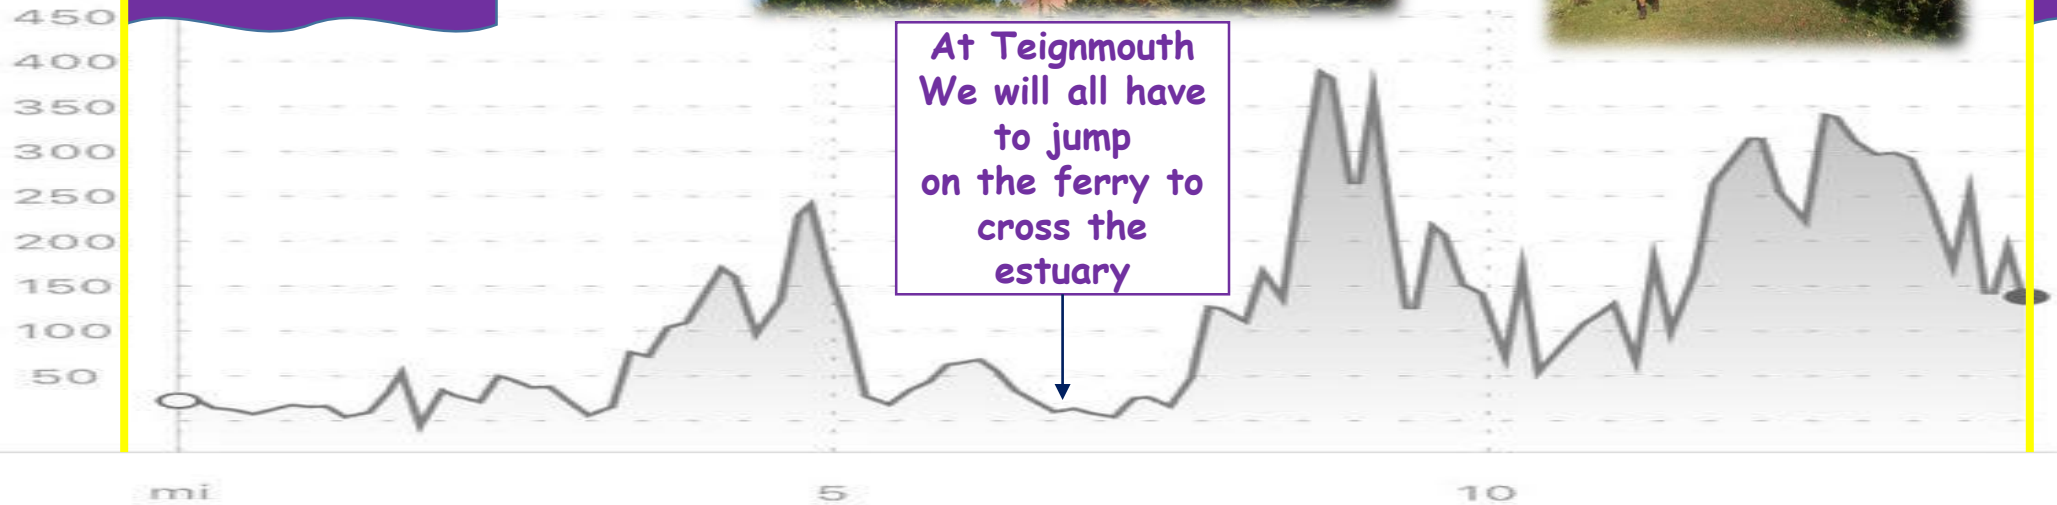 450
At Teignmouth
400
We will all have
350
to jump
300
on the ferry to
250
cross the
200
estuary
150
100
50
mi 5 10